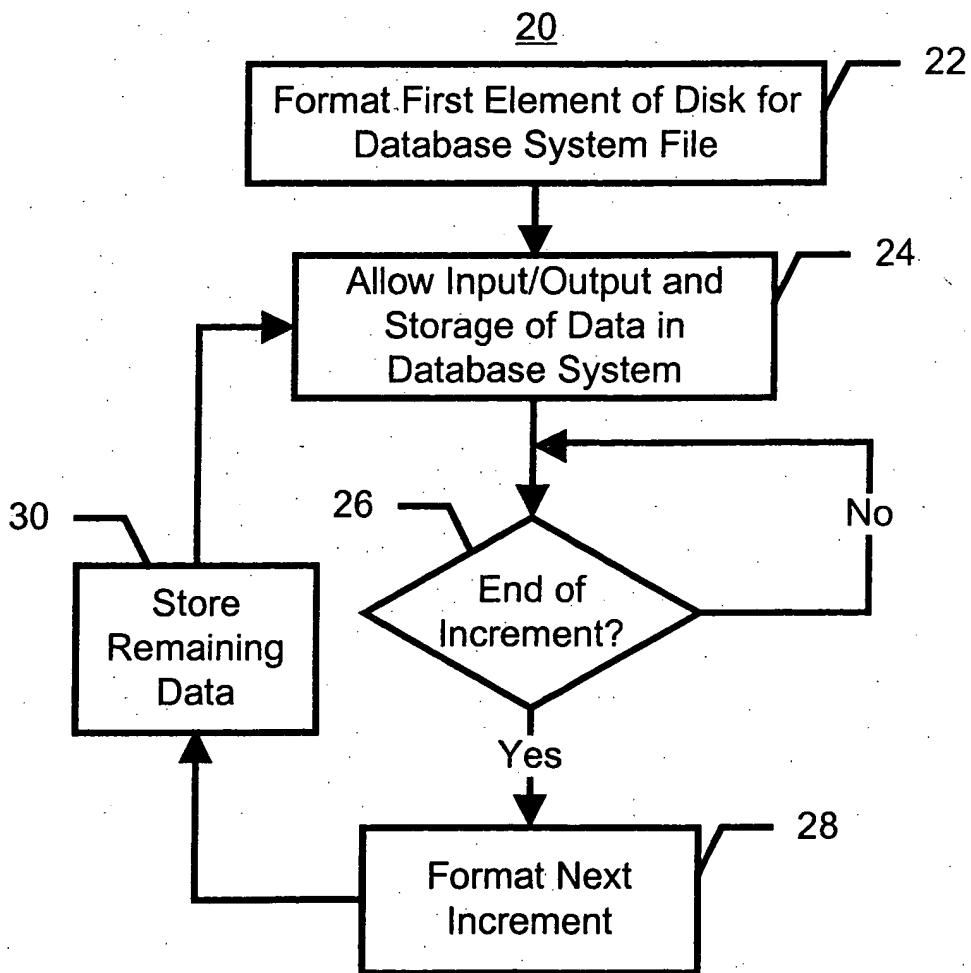 20
22
Format First Element of Disk for
Database System File
24
Allow Input/Output and
Storage of Data in
Database System
26
No
30
End of
Increment?
Store
Remaining
Data
Yes
28
Format Next
Increment